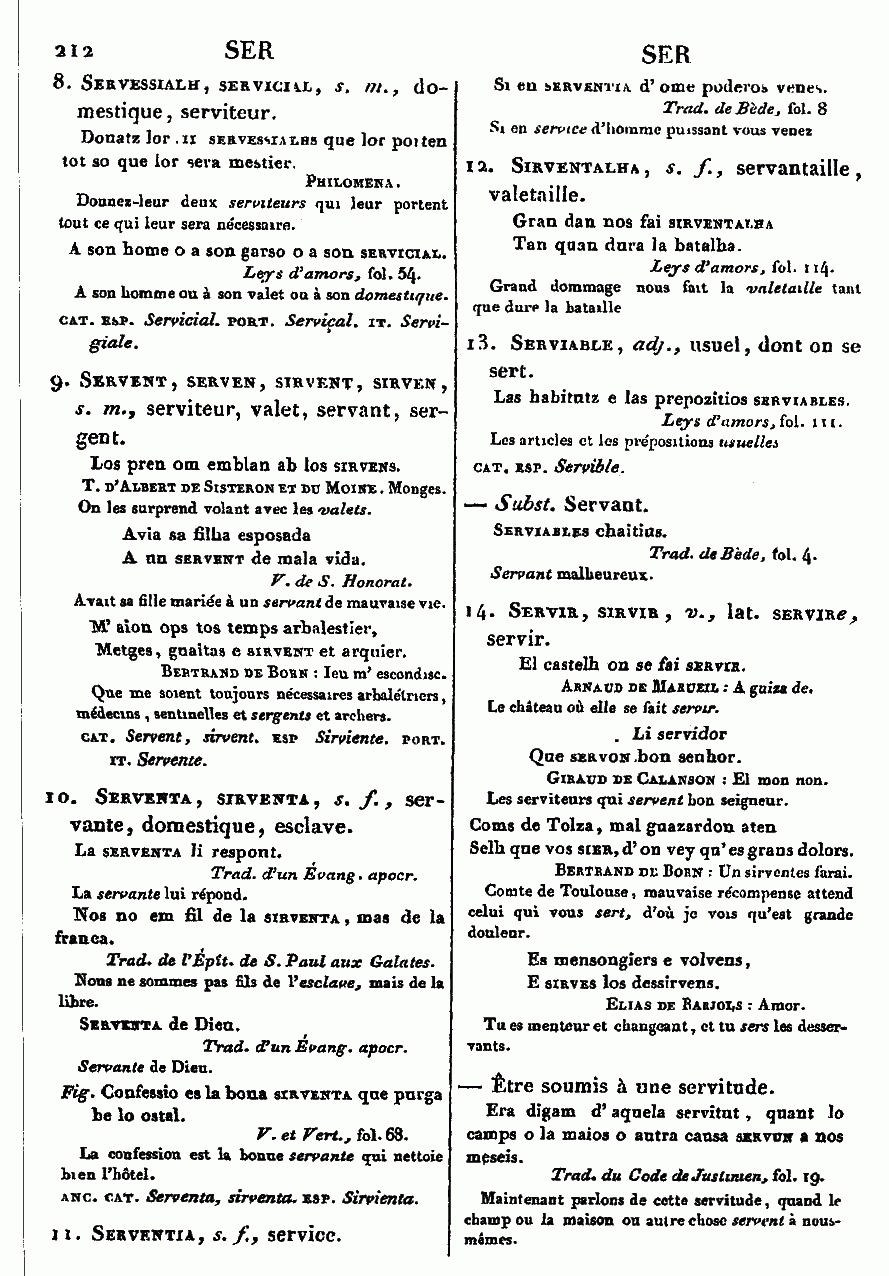 212 SER SER
8. Servessialh, servicial, s. m., do-
mestique, serviteur.
Donatz lor .ii servessialhs que lor poiten
tot so que lor sera mestier.
Philomena.
Donnez-leur deux serviteurs qui leur portent
tout ce qui leur sera nécessaire.
A son home o a son garso o a son servicial.
Leys d'amors, fol. 54.
A son homme ou à son valet ou à son domestique.
cat. esp. Servicial. port. Serviçal. it. Servi-
giale.
9. Servent, serven, sirvent, sirven,
s. m., serviteur, valet, servant, ser-
gent.
Los pren om emblan ab los sirvens.
T. d'Albert de Sisteron et du Moine. Monges.
On les surprend volant avec les valets.
Avia sa filha esposada
A un servent de mala vida.
V. de S. Honorat.
Avait sa fille mariée à un servant de mauvaise vie.
M'aion ops tos temps arbalestier,
Metges, guaitas e sirvent et arquier.
Bertrand de Born : Ieu m'escondisc.
Que me soient toujours nécessaires arbalétriers,
médecins, sentinelles et sergents et archers.
cat. Servent, sirvent. esp Sirviente. port.
it. Servente.
10. Serventa, sirventa, s. f., ser-
vante, domestique, esclave.
La serventa li respont.
Trad. d'un Évang. apocr.
La servante lui répond.
Nos no em fil de la sirventa, mas de la
franca.
Trad. de l'Épît. de S. Paul aux Galates.
Nous ne sommes pas fils de l'esclave, mais de la
libre.
Serventa de Dieu.
Trad. d'un Évang. apocr.
Servante de Dieu.
Fig. Confessio es la bona sirventa que purga
be lo ostal.
V. et Vert., fol. 68.
La confession est la bonne servante qui nettoie
bien l'hôtel.
anc. cat. Serventa, sirventa. esp. Sirvienta.
11. Serventia, s. f., service.
Si en serventia d'ome poderos venes.
Trad. de Bède, fol. 8
Si en service d'homme puissant vous venez
12. Sirventalha, s. f., servantaille,
valetaille.
Gran dan nos fai sirventalha
Tan quan dura la batalha.
Leys d'amors, fol. 114.
Grand dommage nous fait la valetaille tant
que dure la bataille
13. Serviable, adj., usuel, dont on se
sert.
Las habitutz e las prepozitios serviables.
Leys d'amors, fol. 111.
Les articles et les prépositions usuelles
cat. esp. Servible.
— Subst. Servant.
Serviables chaitius.
Trad. de Bède, fol. 4.
Servant malheureux.
14. Servir, sirvir, v., lat. servire,
servir.
El castelh on se fai servir.
Arnaud de Marueil : A guiza de.
Le château où elle se fait servir.
Li servidor
Que servon bon senhor.
Giraud de Calanson : El mon non.
Les serviteurs qui servent bon seigneur.
Coms de Tolza, mal guazardon aten
Selh que vos sier, d'on vey qu'es grans dolors.
Bertrand de Born : Un sirventes farai.
Comte de Toulouse, mauvaise récompense attend
celui qui vous sert, d'où je vois qu'est grande
douleur.
Es mensongiers e volvens,
E sirves los dessirvens.
Elias de Barjols : Amor.
Tu es menteur et changeant, et tu sers les desser-
vants.
— Être soumis à une servitude.
Era digam d'aquela servitut, quant lo
camps o la maios o autra causa servun a nos
meseis.
Trad. du Code de Justinien, fol. 19.
Maintenant parlons de cette servitude, quand le
champ ou la maison ou autre chose servent à nous-
mêmes.